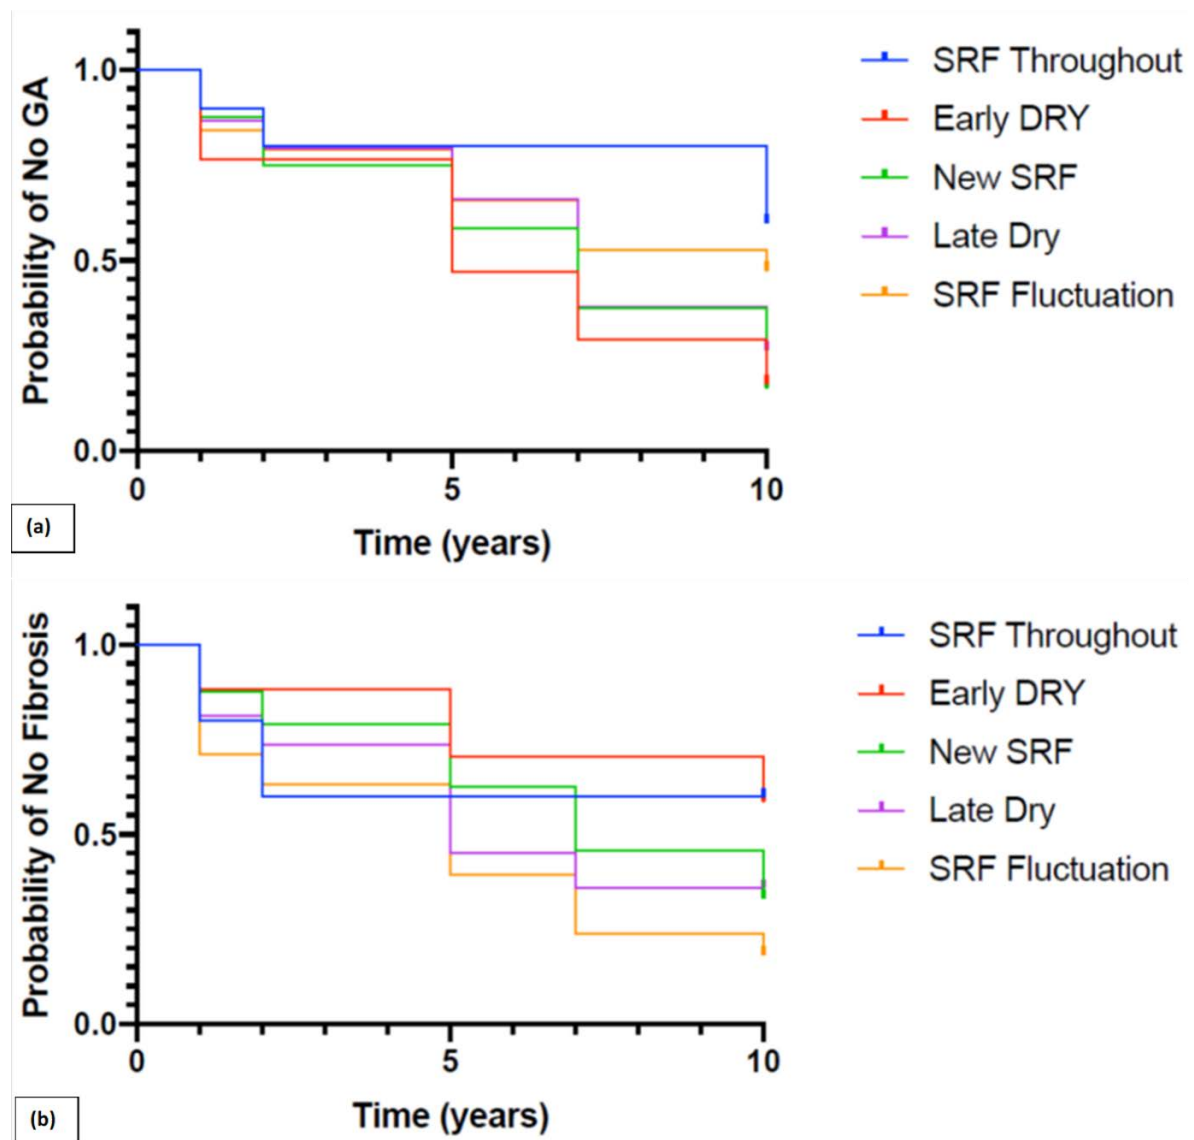 Probability of No GA
1.0
0.5
0.0
0 5 10
Time (years)
SRF Throughout
Early DRY
New SRF
Late Dry
SRF Fluctuation
(a)
Probability of No Fibrosis
1.0
0.5
0.0
0 5 10
Time (years)
SRF Throughout
Early DRY
New SRF
Late Dry
SRF Fluctuation
(b)